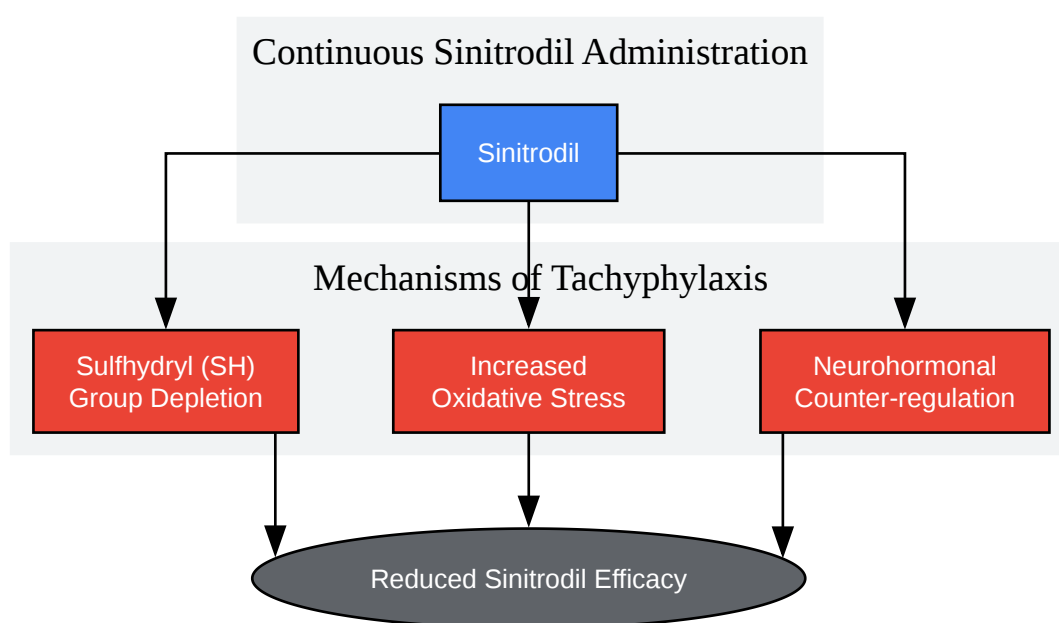 Continuous Sinitrodil Administration
Sinitrodil
Mechanisms of Tachyphylaxis
Sulfhydryl (SH)
Group Depletion
Increased
Oxidative Stress
Neurohormonal
Counter-regulation
Reduced Sinitrodil Efficacy